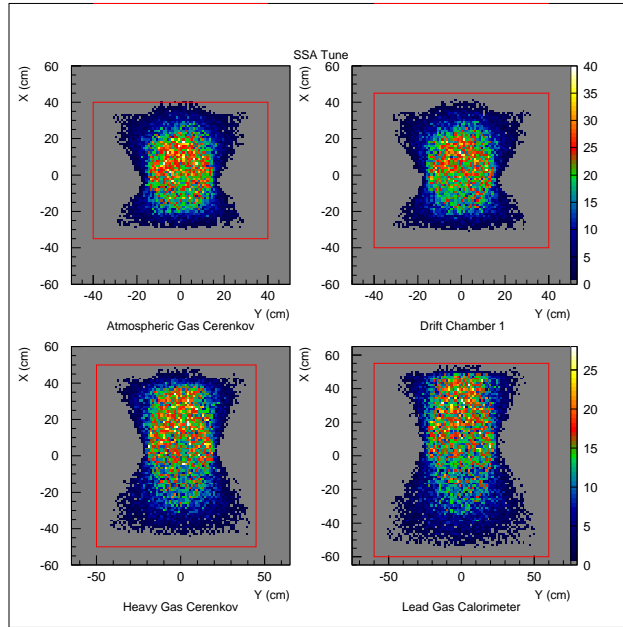 SSA Tune
X (cm)
60
40
20
0
-20
-40
-60
-40 -20 0 20 40
Y (cm)
Atmospheric Gas Cerenkov
X (cm)
60
40
20
0
-20
-40
-60
-40 -20 0 20 40
Y (cm)
Drift Chamber 1
40
35
30
25
20
15
10
5
0
X (cm)
60
40
20
0
-20
-40
-60
-50 0 50
Y (cm)
Heavy Gas Cerenkov
X (cm)
60
40
20
0
-20
-40
-60
-50 0 50
Y (cm)
Lead Gas Calorimeter
25
20
15
10
5
0